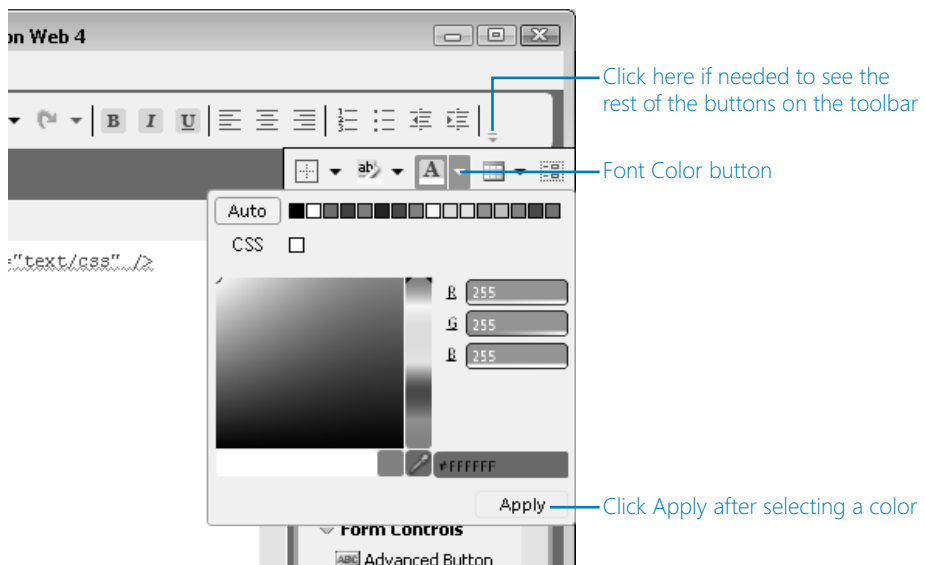 on Web 4
Click here if needed to see the
rest of the buttons on the toolbar
B I U
A Font Color button
Auto
CSS
="text/css" />
R 255
G 255
B 255
#FFFFFF
Apply
Click Apply after selecting a color
Form Controls
ABC Advanced Button